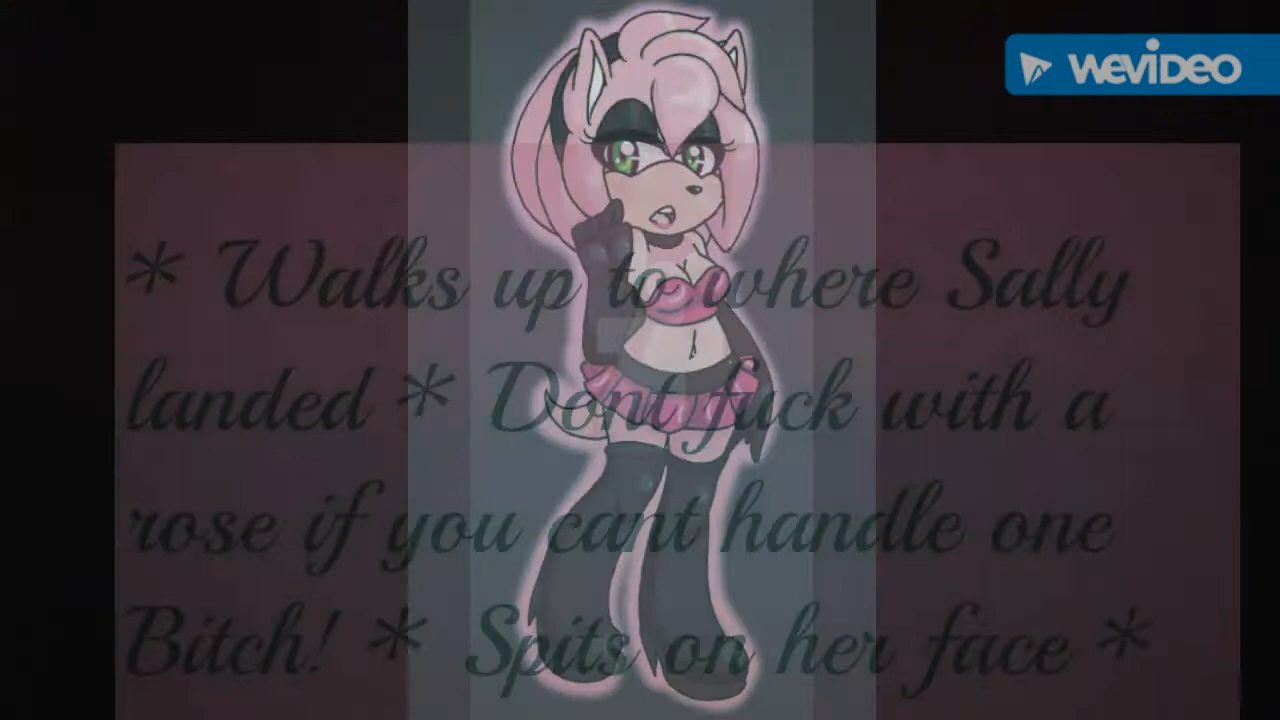 WEVIDEO
* Walks up to where Sally
landed * Dont fuck with a
rose if you cant handle one
Bitch! * Spits on her face *